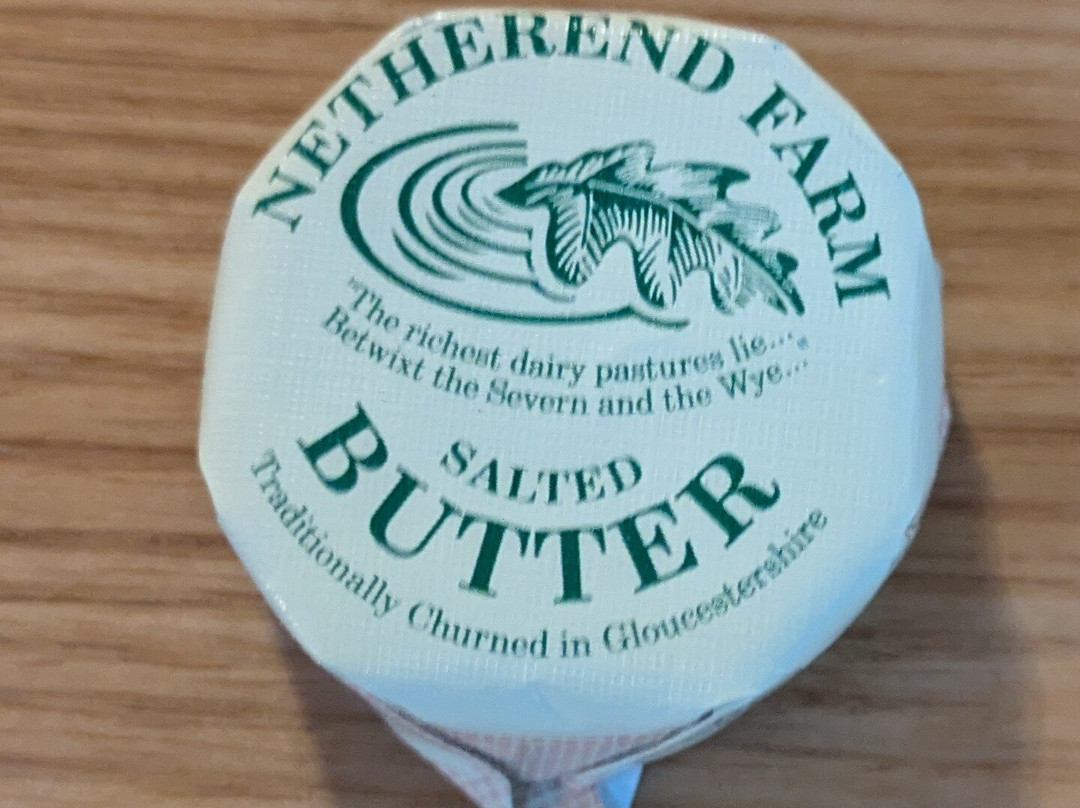 NETHEREND FARM
"The richest dairy pastures lie...
Betwixt the Severn and the Wye..."
SALTED
BUTTER
Traditionally Churned in Gloucestershire